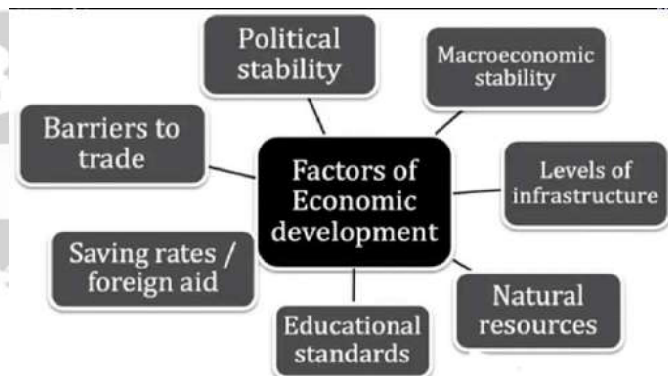 Political
stability
Macroeconomic
stability
Barriers to
trade
Factors of
Economic
development
Levels of
infrastructure
Saving rates /
foreign aid
Natural
resources
Educational
standards